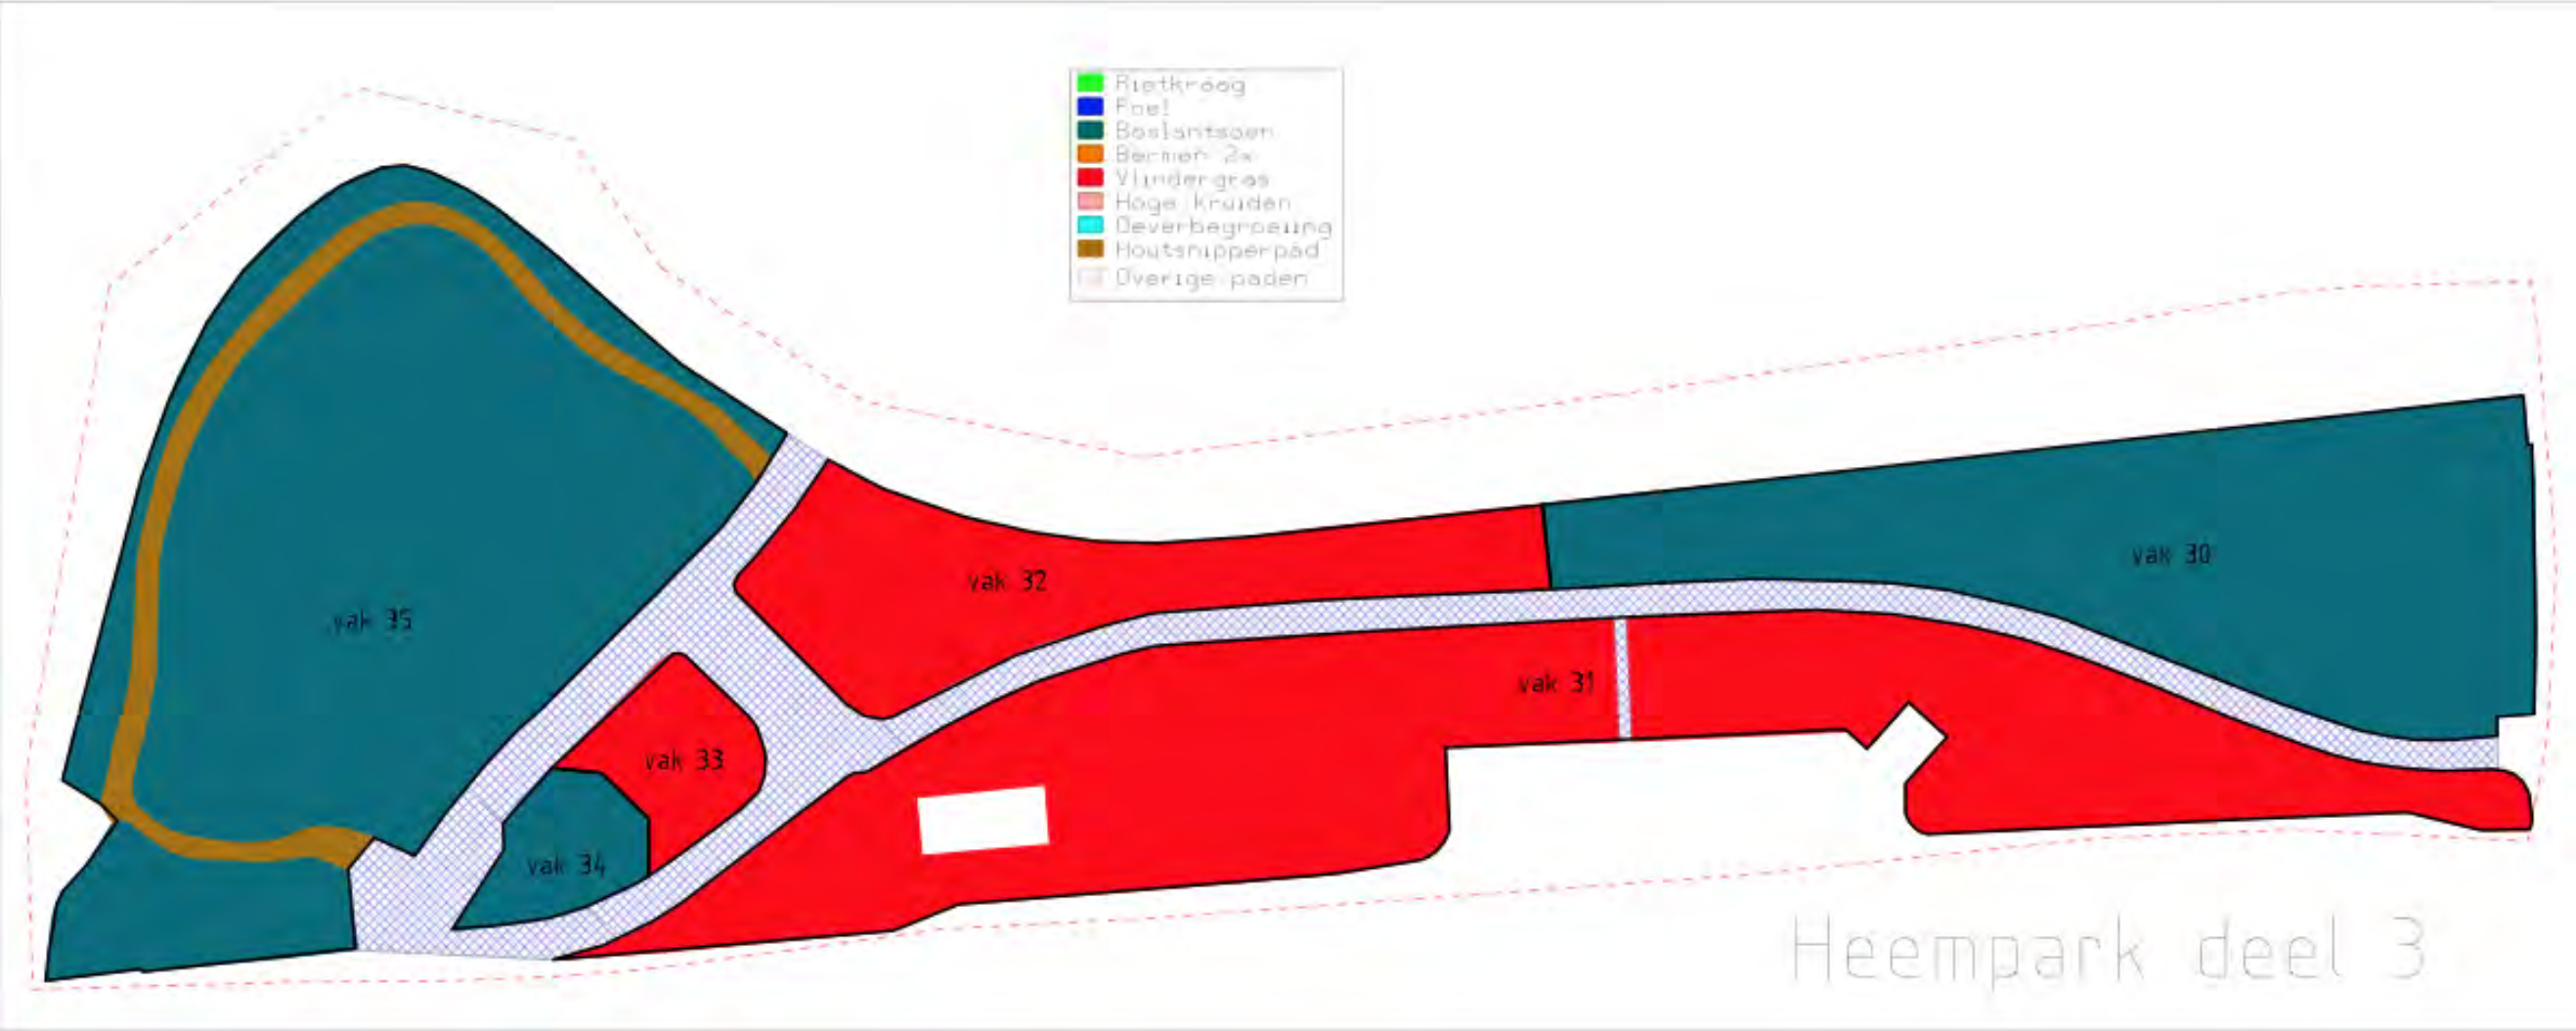 Rietkraag
Poel
Boslantsoen
Bermen 2x
Vlindergras
Hoge kruiden
Oeverbegroeiing
Houtsnipperpad
Overige paden
vak 30
vak 32
vak 35
vak 31
vak 33
vak 34
Heempark deel 3